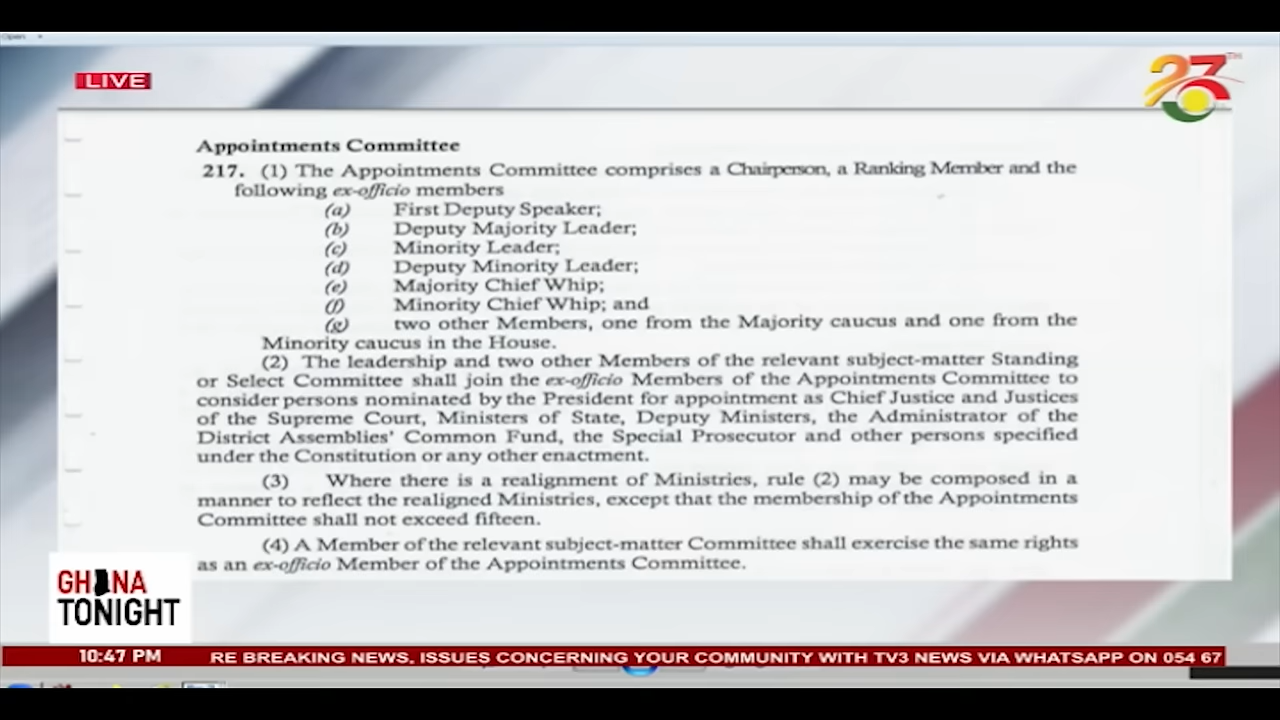 Open
LIVE
Appointments Committee
217. (1) The Appointments Committee comprises a Chairperson, a Ranking Member and the
following ex-officio members
(a) First Deputy Speaker;
(b) Deputy Majority Leader;
(c) Minority Leader;
(d) Deputy Minority Leader;
(e) Majority Chief Whip;
(f) Minority Chief Whip; and
(g) two other Members, one from the Majority caucus and one from the
Minority caucus in the House.
(2) The leadership and two other Members of the relevant subject-matter Standing
or Select Committee shall join the ex-officio Members of the Appointments Committee to
consider persons nominated by the President for appointment as Chief Justice and Justices
of the Supreme Court, Ministers of State, Deputy Ministers, the Administrator of the
District Assemblies' Common Fund, the Special Prosecutor and other persons specified
under the Constitution or any other enactment.
(3) Where there is a realignment of Ministries, rule (2) may be composed in a
manner to reflect the realigned Ministries, except that the membership of the Appointments
Committee shall not exceed fifteen.
(4) A Member of the relevant subject-matter Committee shall exercise the same rights
as an ex-officio Member of the Appointments Committee.
GHANA
TONIGHT
10:47 PM RE BREAKING NEWS, ISSUES CONCERNING YOUR COMMUNITY WITH TV3 NEWS VIA WHATSAPP ON 054 67